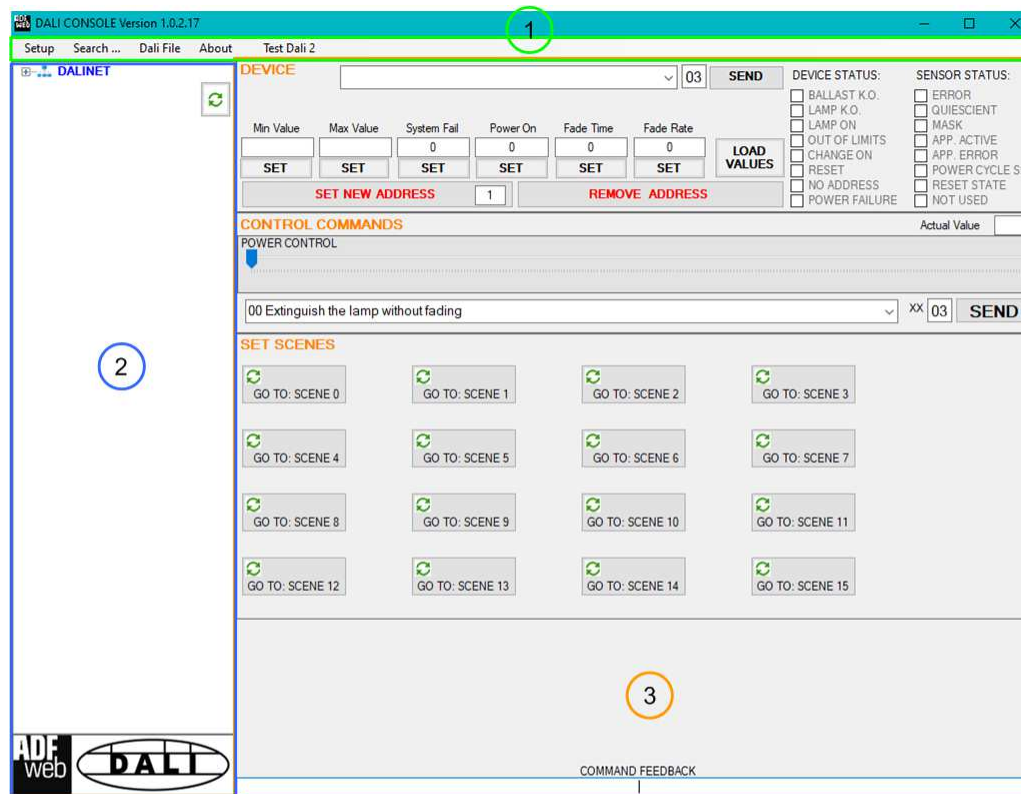 DALI CONSOLE Version 1.0.2.17
1
Setup Search ... Dali File About Test Dali 2
DALINET
2
DEVICE
03 SEND
DEVICE STATUS:
BALLAST K.O.
LAMP K.O.
LAMP ON
OUT OF LIMITS
CHANGE ON
RESET
NO ADDRESS
POWER FAILURE
SENSOR STATUS:
ERROR
QUIESCIENT
MASK
APP. ACTIVE
APP. ERROR
POWER CYCLE S
RESET STATE
NOT USED
Min Value Max Value System Fail Power On Fade Time Fade Rate
0 0 0 0
SET SET SET SET SET SET
LOAD
VALUES
SET NEW ADDRESS 1 REMOVE ADDRESS
CONTROL COMMANDS Actual Value
POWER CONTROL
00 Extinguish the lamp without fading XX 03 SEND
SET SCENES
GO TO: SCENE 0 GO TO: SCENE 1 GO TO: SCENE 2 GO TO: SCENE 3
GO TO: SCENE 4 GO TO: SCENE 5 GO TO: SCENE 6 GO TO: SCENE 7
GO TO: SCENE 8 GO TO: SCENE 9 GO TO: SCENE 10 GO TO: SCENE 11
GO TO: SCENE 12 GO TO: SCENE 13 GO TO: SCENE 14 GO TO: SCENE 15
3
COMMAND FEEDBACK
ADF
web
DALI